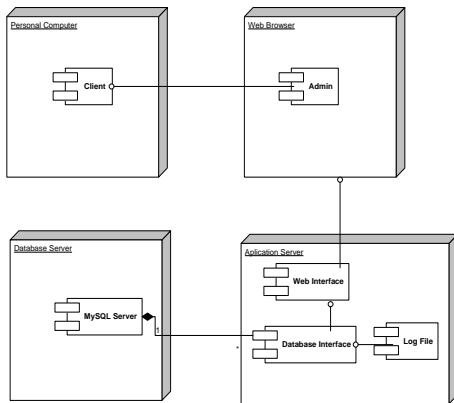 Personal Computer
Client
Web Browser
Admin
Database Server
MySQL Server
1
*
Aplication Server
Web Interface
Database Interface
Log File